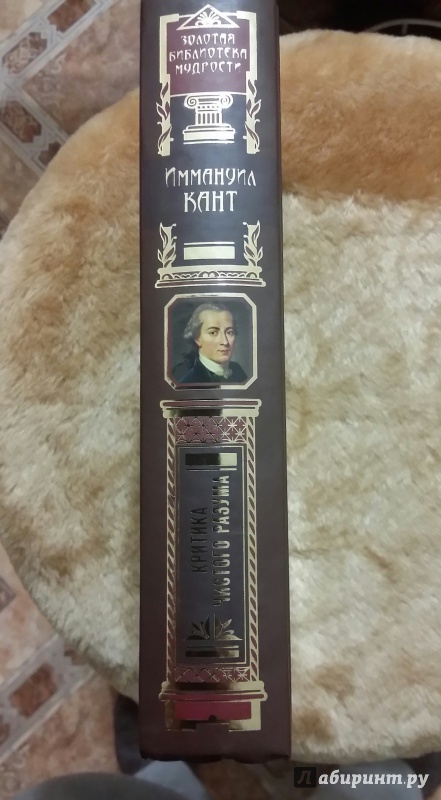 ЗОЛОТАЯ
БИБЛИОТЕКА
МУДРОСТИ
ИММАНУИЛ
КАНТ
КРИТИКА
ЧИСТОГО РАЗУМА
Лабиринт.ру